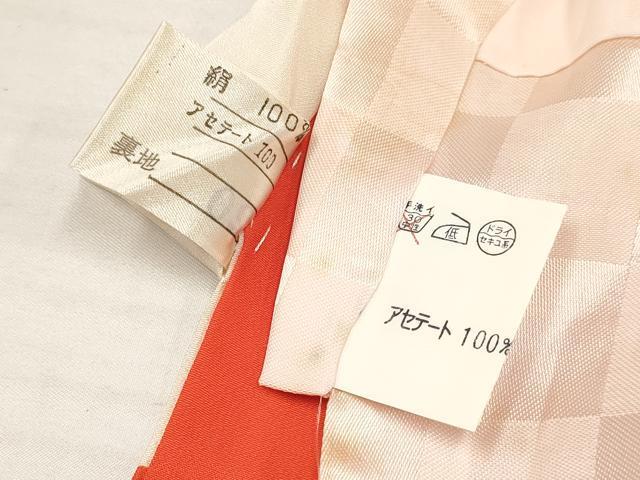 絹 100%
アセテート 100
裏地
手洗イ
30
中性
低
ドライ
セキユ系
アセテート 100%